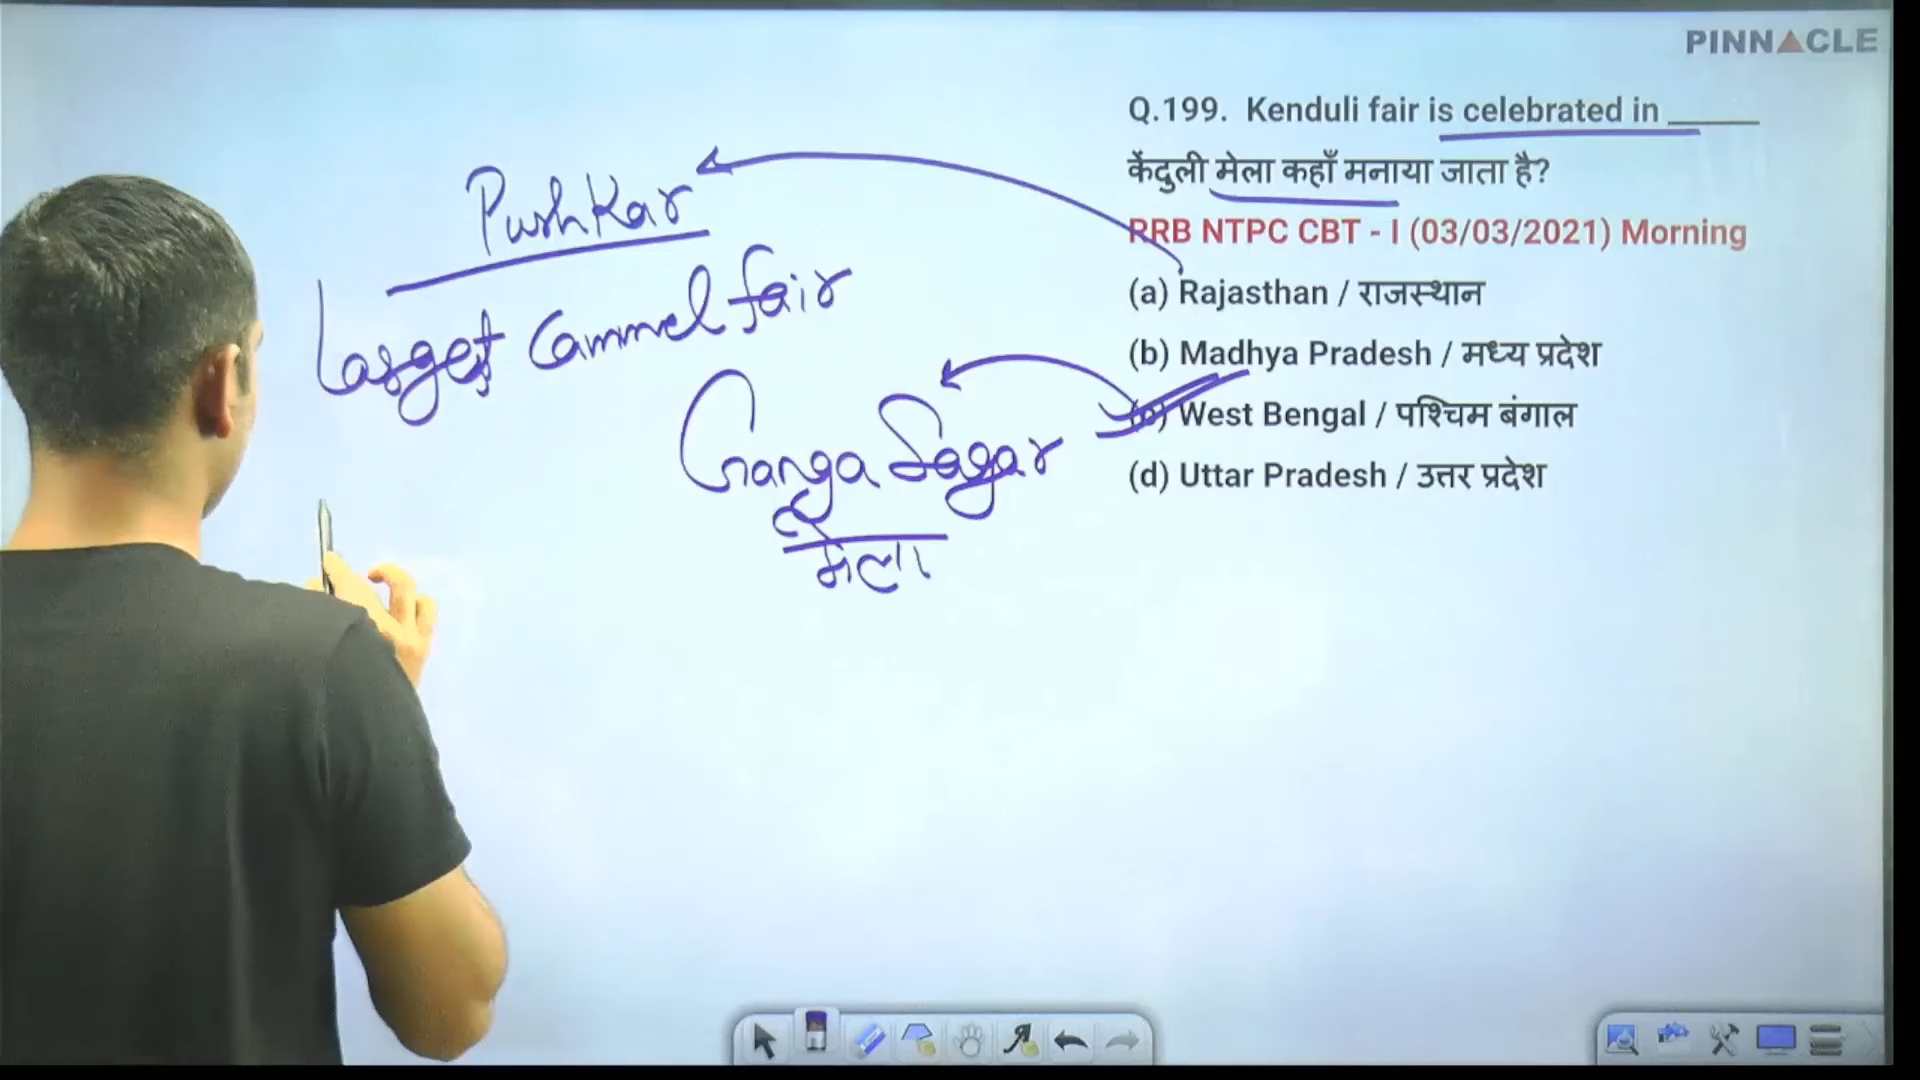 PINNACLE
Q.199. Kenduli fair is celebrated in _____
केंदुली मेला कहाँ मनाया जाता है?
RRB NTPC CBT - I (03/03/2021) Morning
(a) Rajasthan / राजस्थान
(b) Madhya Pradesh / मध्य प्रदेश
(c) West Bengal / पश्चिम बंगाल
(d) Uttar Pradesh / उत्तर प्रदेश
Pushkar
Largest Cammel fair
Ganga Sagar
मेला